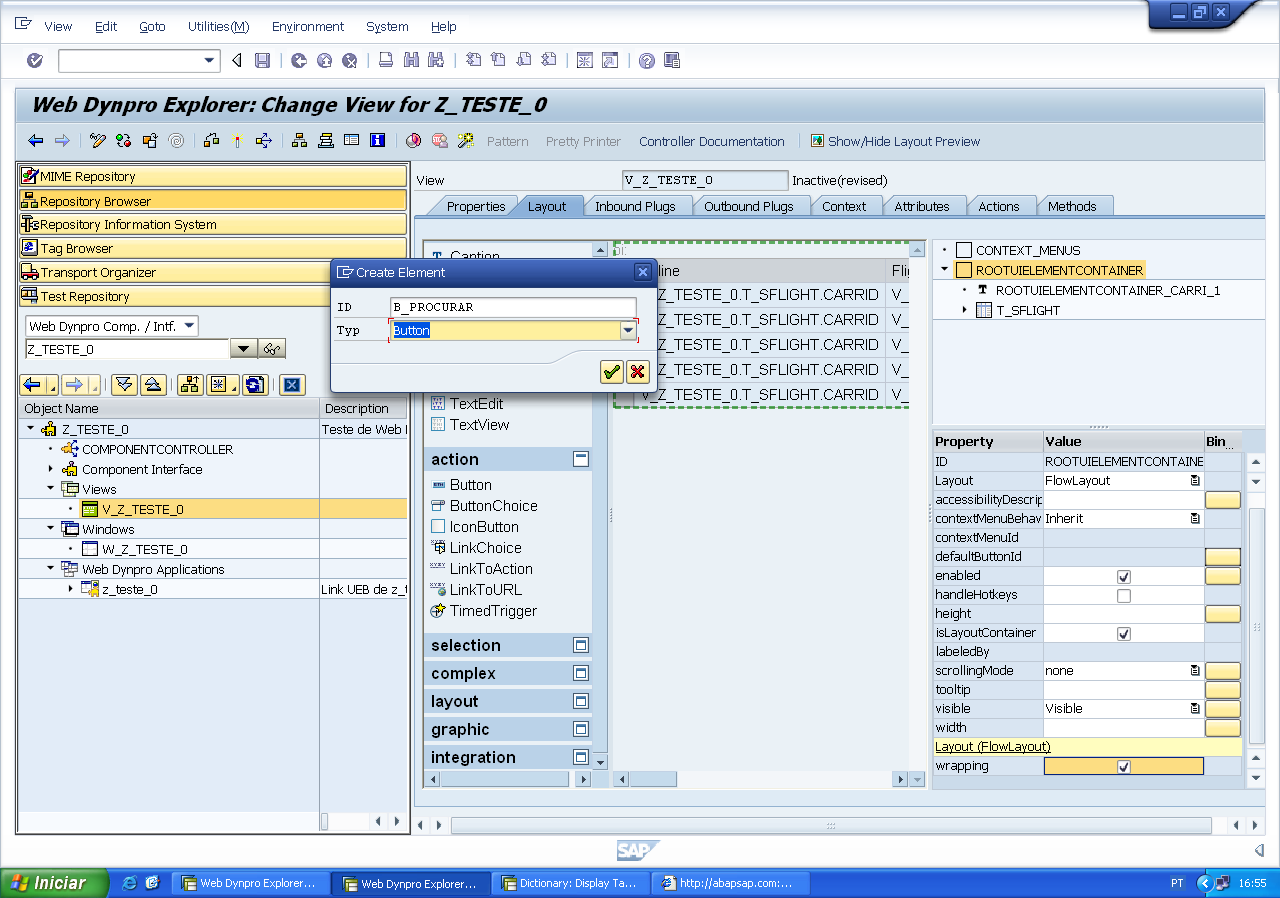 View Edit Goto Utilities(M) Environment System Help
Web Dynpro Explorer: Change View for Z_TESTE_0
Pattern Pretty Printer Controller Documentation Show/Hide Layout Preview
MIME Repository
Repository Browser
Repository Information System
Tag Browser
Transport Organizer
Test Repository
Web Dynpro Comp. / Intf.
Z_TESTE_0
Object Name Description
Z_TESTE_0 Teste de Web
COMPONENTCONTROLLER
Component Interface
Views
V_Z_TESTE_0
Windows
W_Z_TESTE_0
Web Dynpro Applications
z_teste_0 Link UEB de z_t
View V_Z_TESTE_0 Inactive(revised)
Properties Layout Inbound Plugs Outbound Plugs Context Attributes Actions Methods
Caption
Create Element
ID B_PROCURAR
Typ Button
TextEdit
TextView
action
Button
ButtonChoice
IconButton
LinkChoice
LinkToAction
LinkToURL
TimedTrigger
selection
complex
layout
graphic
integration
line Fli
Z_TESTE_0.T_SFLIGHT.CARRID V_
Z_TESTE_0.T_SFLIGHT.CARRID V_
Z_TESTE_0.T_SFLIGHT.CARRID V_
Z_TESTE_0.T_SFLIGHT.CARRID V_
V_Z_TESTE_0.T_SFLIGHT.CARRID V_
CONTEXT_MENUS
ROOTUIELEMENTCONTAINER
ROOTUIELEMENTCONTAINER_CARRI_1
T_SFLIGHT
Property Value Bin...
ID ROOTUIELEMENTCONTAINE
Layout FlowLayout
accessibilityDescrip
contextMenuBehav Inherit
contextMenuId
defaultButtonId
enabled
handleHotkeys
height
isLayoutContainer
labeledBy
scrollingMode none
tooltip
visible Visible
width
Layout (FlowLayout)
wrapping
SAP
Iniciar Web Dynpro Explorer... Web Dynpro Explorer... Dictionary: Display Ta... http://abapsap.com:... PT 16:55